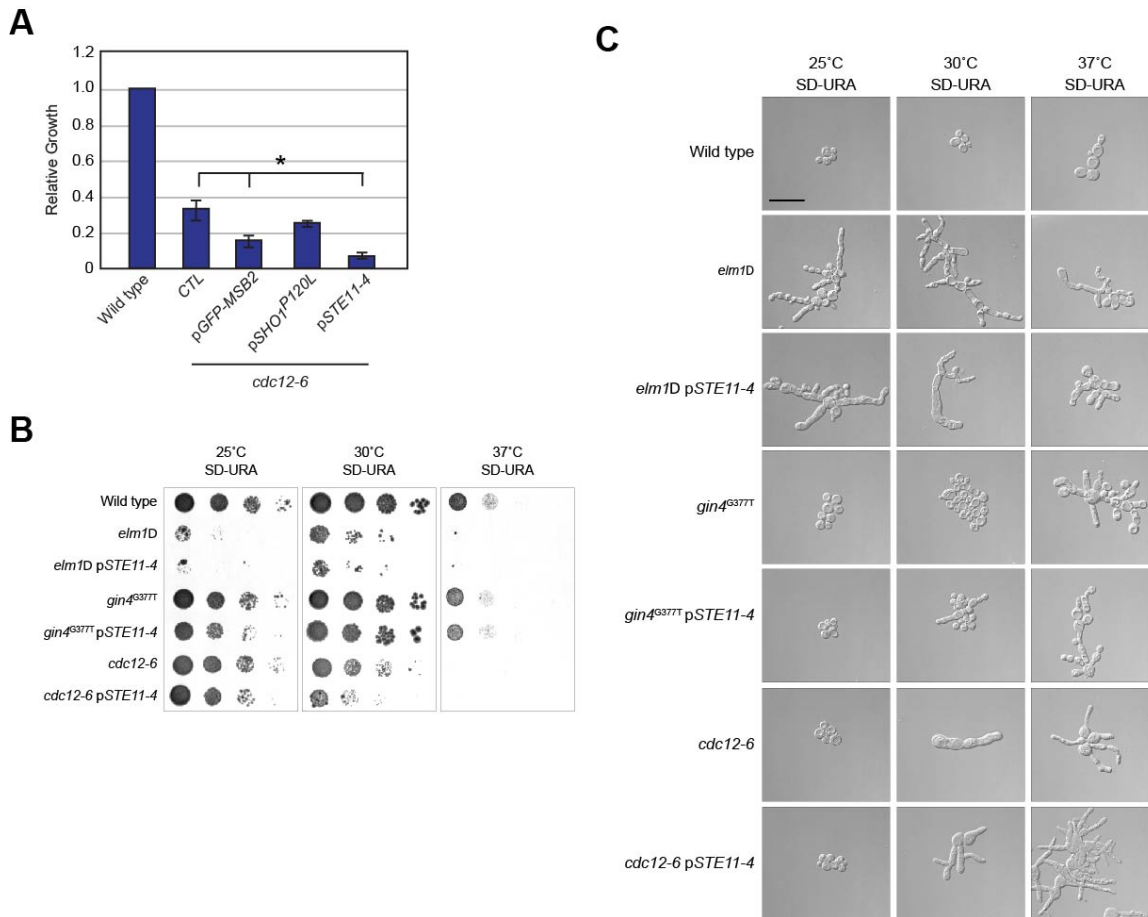 A
1.2
1.0
0.8
0.6
0.4
0.2
0
Relative Growth
*
Wild type
CTL
pGFP-MSB2
pSHO1P120L
pSTE11-4
cdc12-6
B
25°C
SD-URA
30°C
SD-URA
37°C
SD-URA
Wild type
elm1D
elm1D pSTE11-4
gin4G377T
gin4G377T pSTE11-4
cdc12-6
cdc12-6 pSTE11-4
C
25°C
SD-URA
30°C
SD-URA
37°C
SD-URA
Wild type
elm1D
elm1D pSTE11-4
gin4G377T
gin4G377T pSTE11-4
cdc12-6
cdc12-6 pSTE11-4